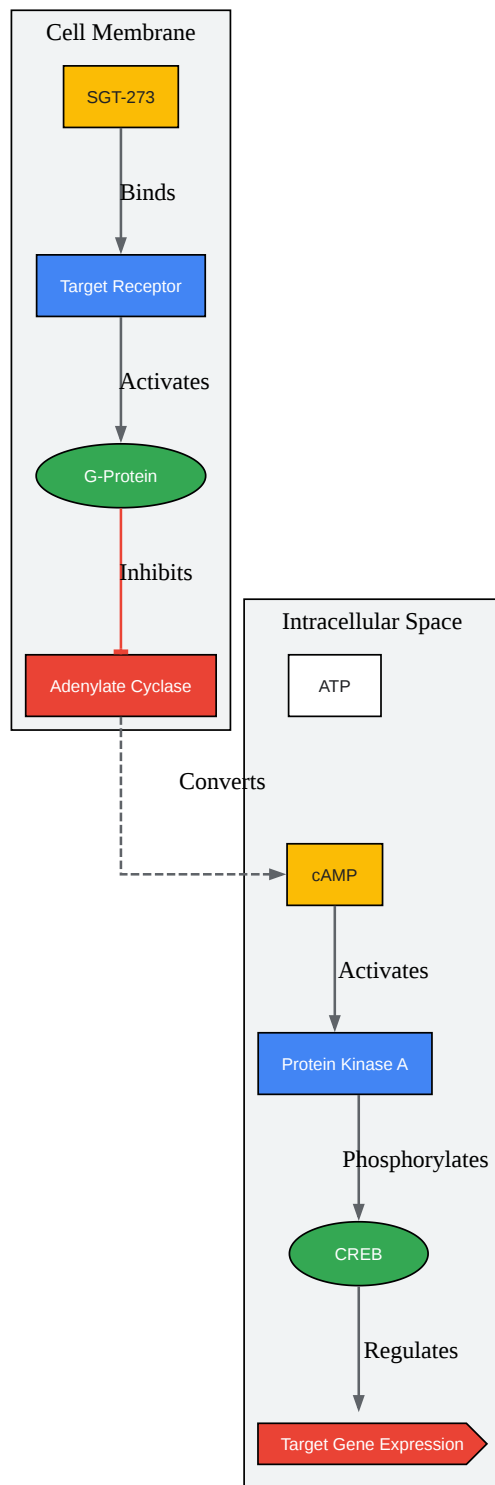 Cell Membrane
SGT-273
Binds
Target Receptor
Activates
G-Protein
Inhibits
Adenylate Cyclase
Intracellular Space
ATP
Converts
cAMP
Activates
Protein Kinase A
Phosphorylates
CREB
Regulates
Target Gene Expression